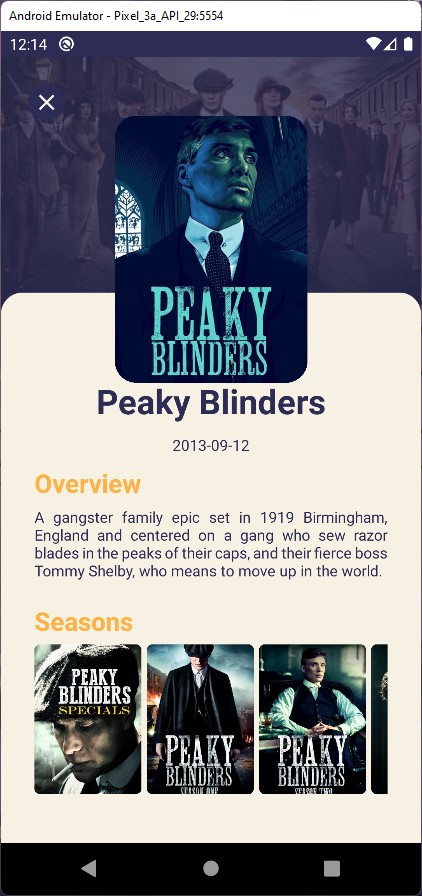 Android Emulator - Pixel_3a_API_29:5554
12:14
PEAKY
BLINDERS
Peaky Blinders
2013-09-12
Overview
A gangster family epic set in 1919 Birmingham,
England and centered on a gang who sew razor
blades in the peaks of their caps, and their fierce boss
Tommy Shelby, who means to move up in the world.
Seasons
PEAKY
BLINDERS
SPECIALS
PEAKY
BLINDERS
SEASON ONE
PEAKY
BLINDERS
SEASON TWO